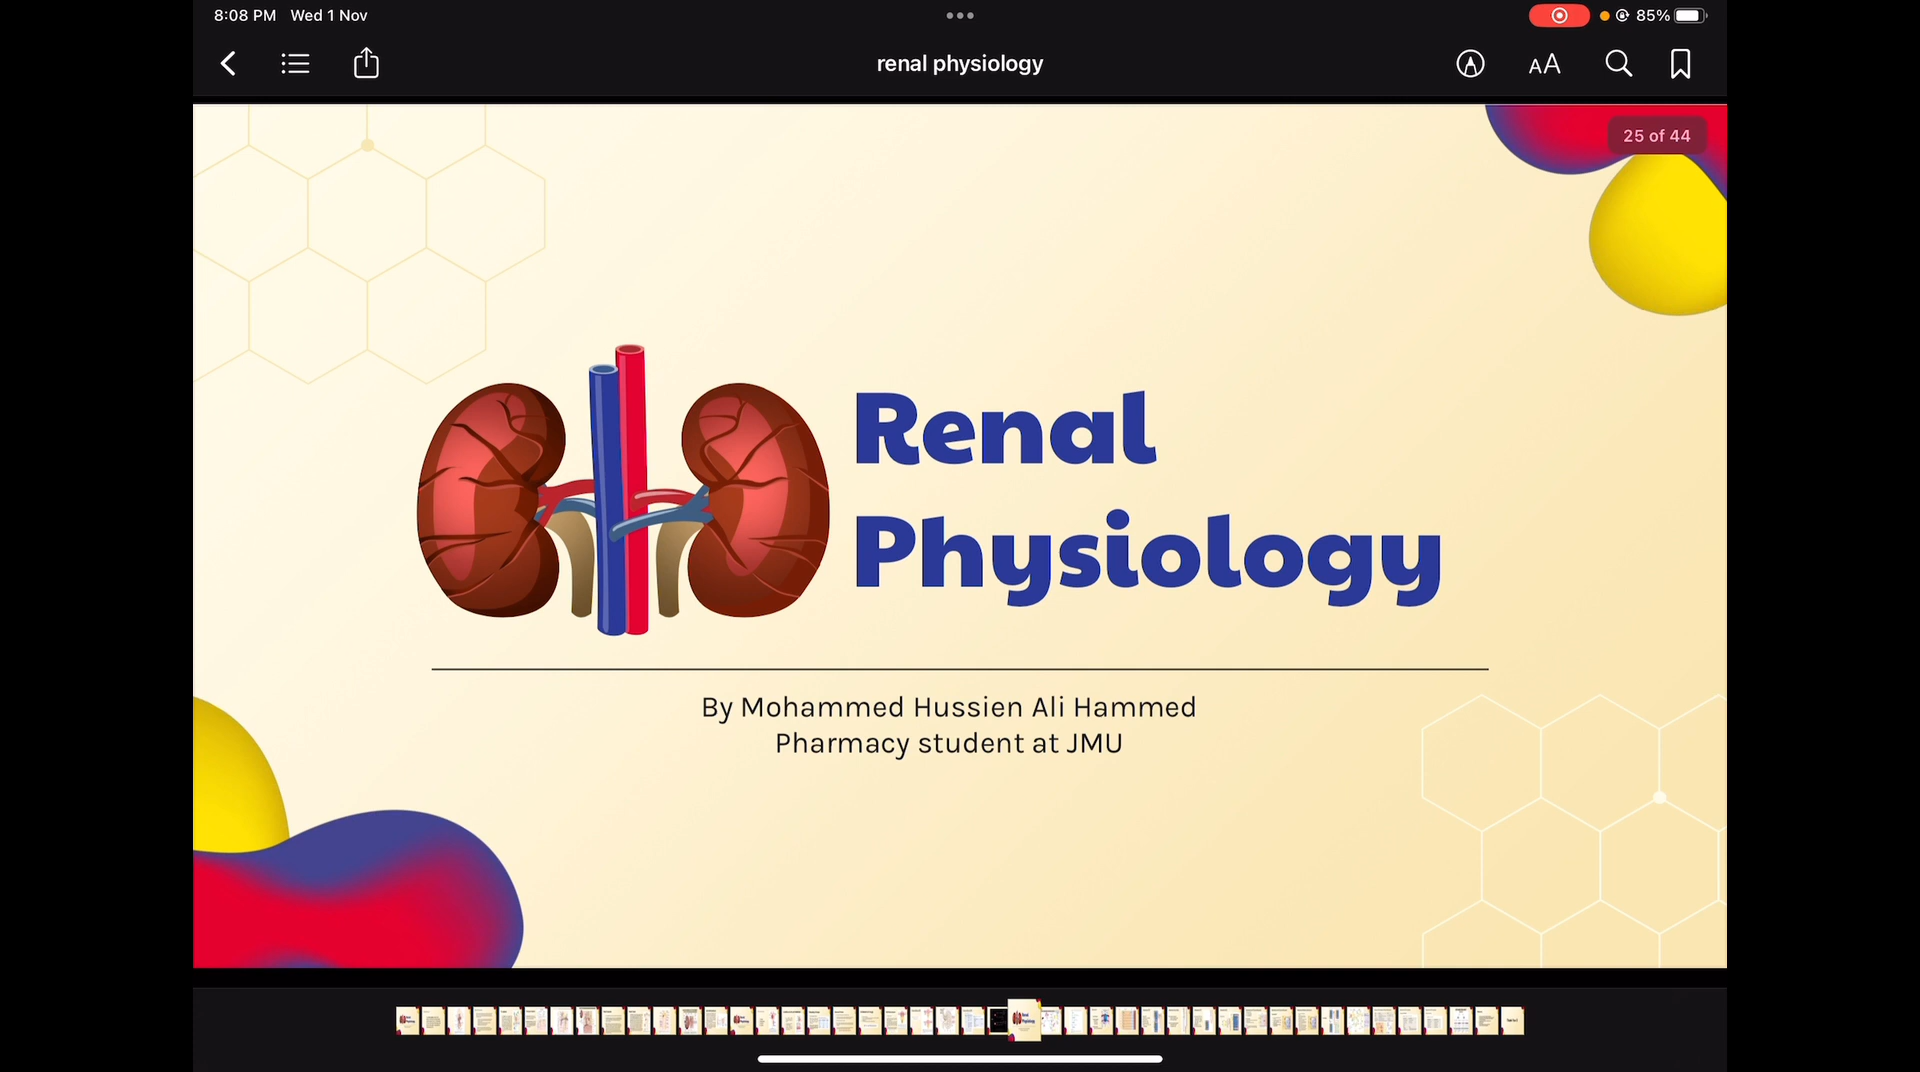 8:08 PM Wed 1 Nov
85%
renal physiology
AA
25 of 44
Renal
Physiology
By Mohammed Hussien Ali Hammed
Pharmacy student at JMU